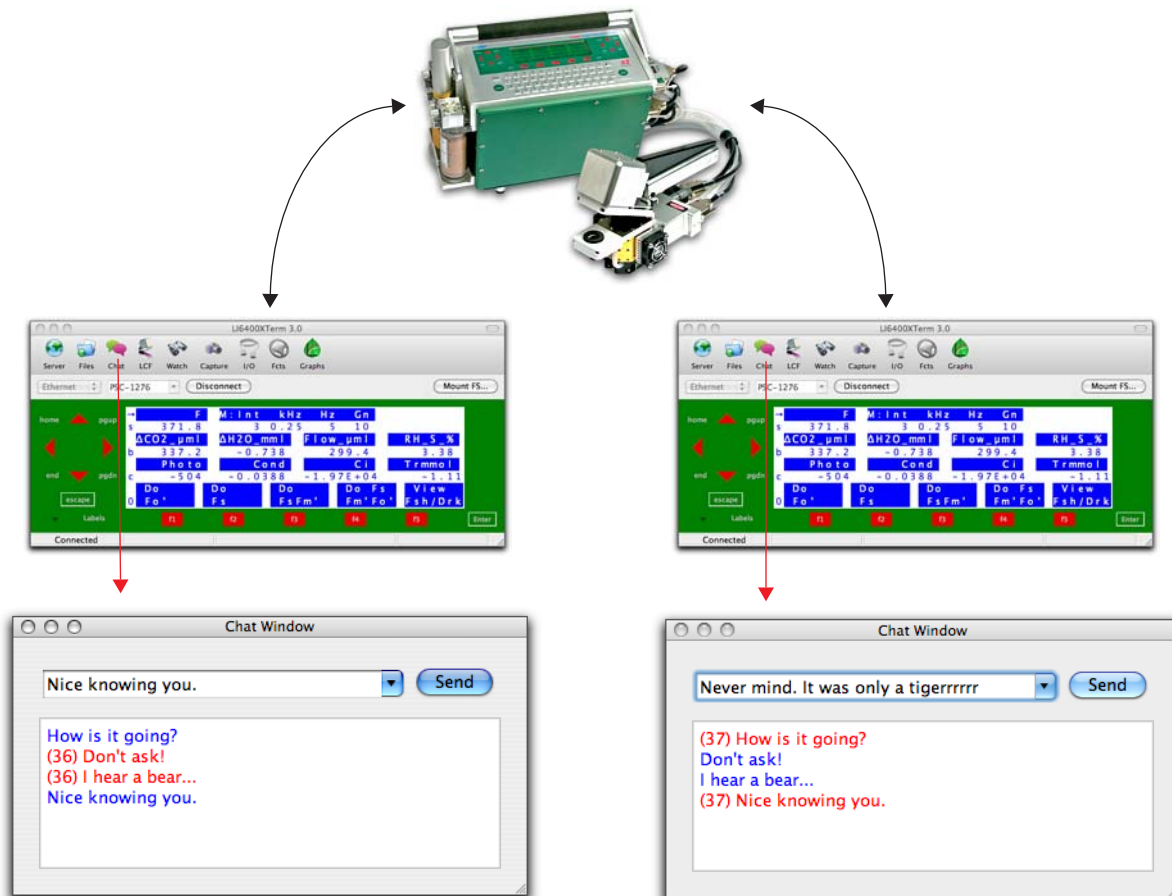 LI6400XTerm 3.0
Server Files Chat LCF Watch Capture I/O Fcts Graphs
Ethernet PSC-1276 Disconnect Mount FS...
home pgup
end pgdn
escape
Labels
→ F M:Int kHz Hz Gn
s 371.8 3 0.25 5 10
ΔCO2_µml ΔH2O_mml Flow_µml RH_S_%
b 337.2 -0.738 299.4 3.38
Photo Cond Ci Trmmol
c -504 -0.0388 -1.97E+04 -1.11
Do Do Do Do Fs View
0 Fo' Fs FsFm' Fm'Fo' Fsh/Drk
f1 f2 f3 f4 f5 Enter
Connected
LI6400XTerm 3.0
Server Files Chat LCF Watch Capture I/O Fcts Graphs
Ethernet PSC-1276 Disconnect Mount FS...
home pgup
end pgdn
escape
Labels
→ F M:Int kHz Hz Gn
s 371.8 3 0.25 5 10
ΔCO2_µml ΔH2O_mml Flow_µml RH_S_%
b 337.2 -0.738 299.4 3.38
Photo Cond Ci Trmmol
c -504 -0.0388 -1.97E+04 -1.11
Do Do Do Do Fs View
0 Fo' Fs FsFm' Fm'Fo' Fsh/Drk
f1 f2 f3 f4 f5 Enter
Connected
Chat Window
Nice knowing you. Send
How is it going?
(36) Don't ask!
(36) I hear a bear...
Nice knowing you.
Chat Window
Never mind. It was only a tigerrrrrr Send
(37) How is it going?
Don't ask!
I hear a bear...
(37) Nice knowing you.